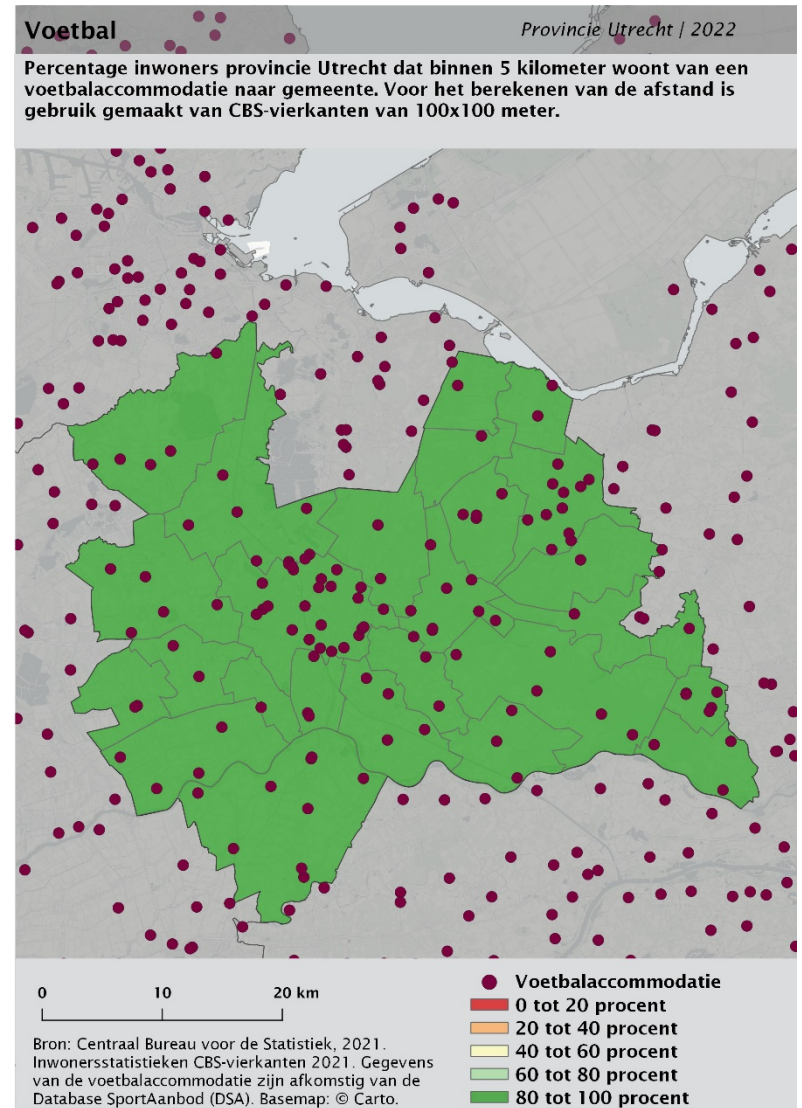 Voetbal
Provincie Utrecht | 2022
Percentage inwoners provincie Utrecht dat binnen 5 kilometer woont van een
voetbalaccommodatie naar gemeente. Voor het berekenen van de afstand is
gebruik gemaakt van CBS-vierkanten van 100x100 meter.
0 10 20 km
Bron: Centraal Bureau voor de Statistiek, 2021.
Inwonersstatistieken CBS-vierkanten 2021. Gegevens
van de voetbalaccommodatie zijn afkomstig van de
Database SportAanbod (DSA). Basemap: © Carto.
Voetbalaccommodatie
0 tot 20 procent
20 tot 40 procent
40 tot 60 procent
60 tot 80 procent
80 tot 100 procent